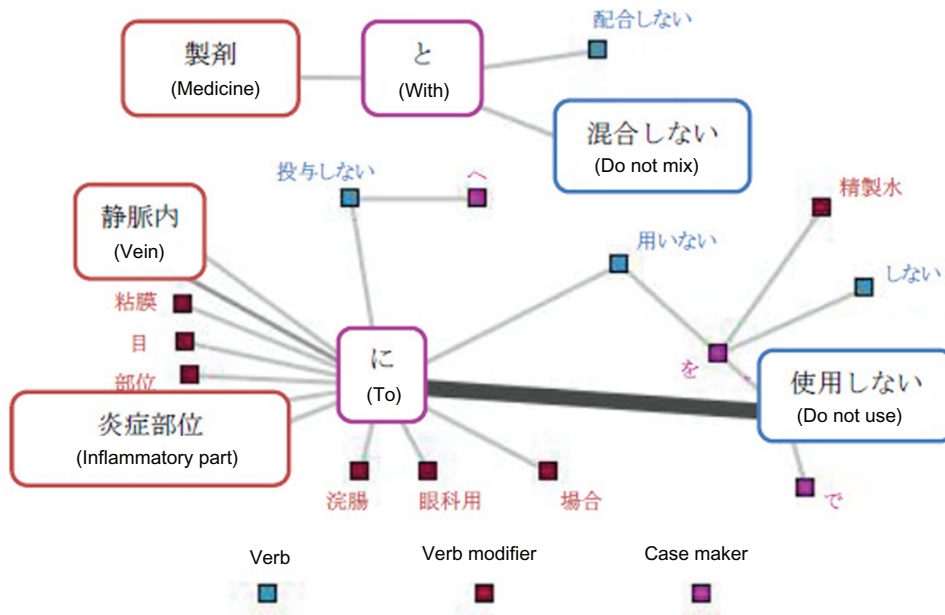 配合しない
製剤
(Medicine)
と
(With)
混合しない
(Do not mix)
投与しない
へ
精製水
静脈内
(Vein)
用いない
しない
粘膜
目
部位
に
(To)
を
使用しない
(Do not use)
炎症部位
(Inflammatory part)
浣腸
眼科用
場合
で
Verb
Verb modifier
Case maker